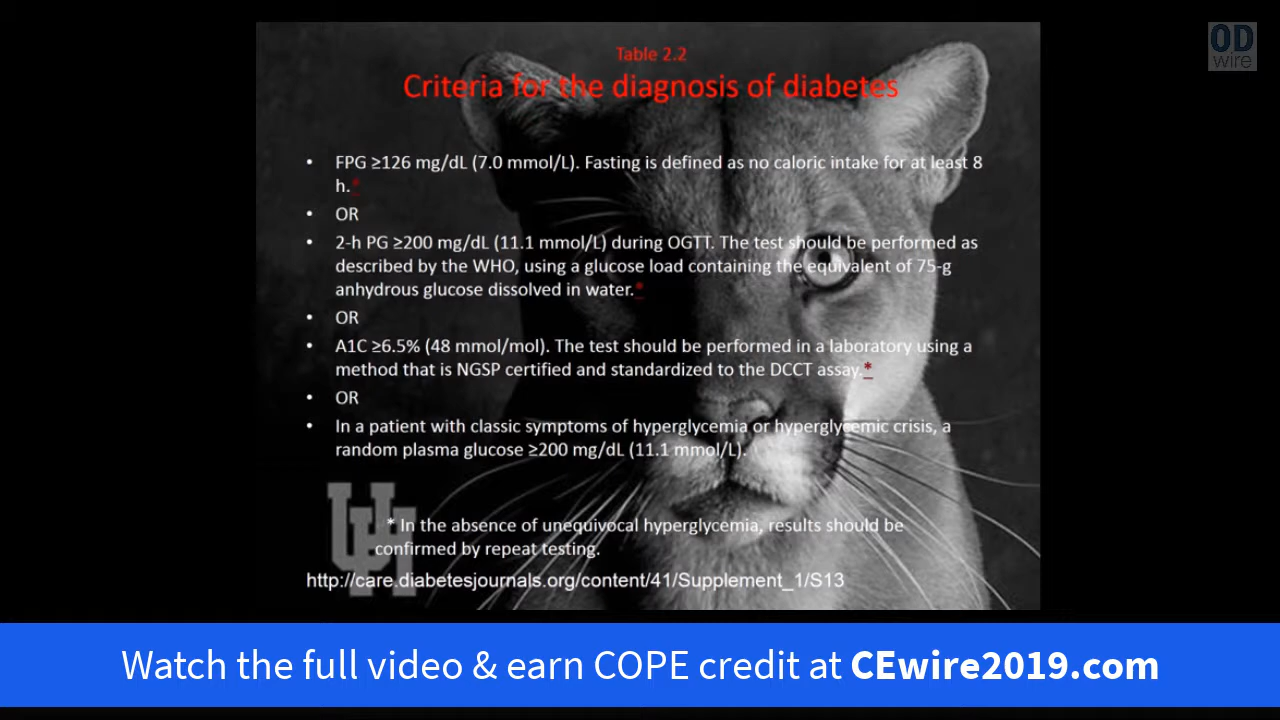 OD
wire
Table 2.2
Criteria for the diagnosis of diabetes
• FPG ≥126 mg/dL (7.0 mmol/L). Fasting is defined as no caloric intake for at least 8
h.*
• OR
• 2-h PG ≥200 mg/dL (11.1 mmol/L) during OGTT. The test should be performed as
described by the WHO, using a glucose load containing the equivalent of 75-g
anhydrous glucose dissolved in water.*
• OR
• A1C ≥6.5% (48 mmol/mol). The test should be performed in a laboratory using a
method that is NGSP certified and standardized to the DCCT assay.*
• OR
• In a patient with classic symptoms of hyperglycemia or hyperglycemic crisis, a
random plasma glucose ≥200 mg/dL (11.1 mmol/L).
UH
* In the absence of unequivocal hyperglycemia, results should be
confirmed by repeat testing.
http://care.diabetesjournals.org/content/41/Supplement_1/S13
Watch the full video & earn COPE credit at CEwire2019.com